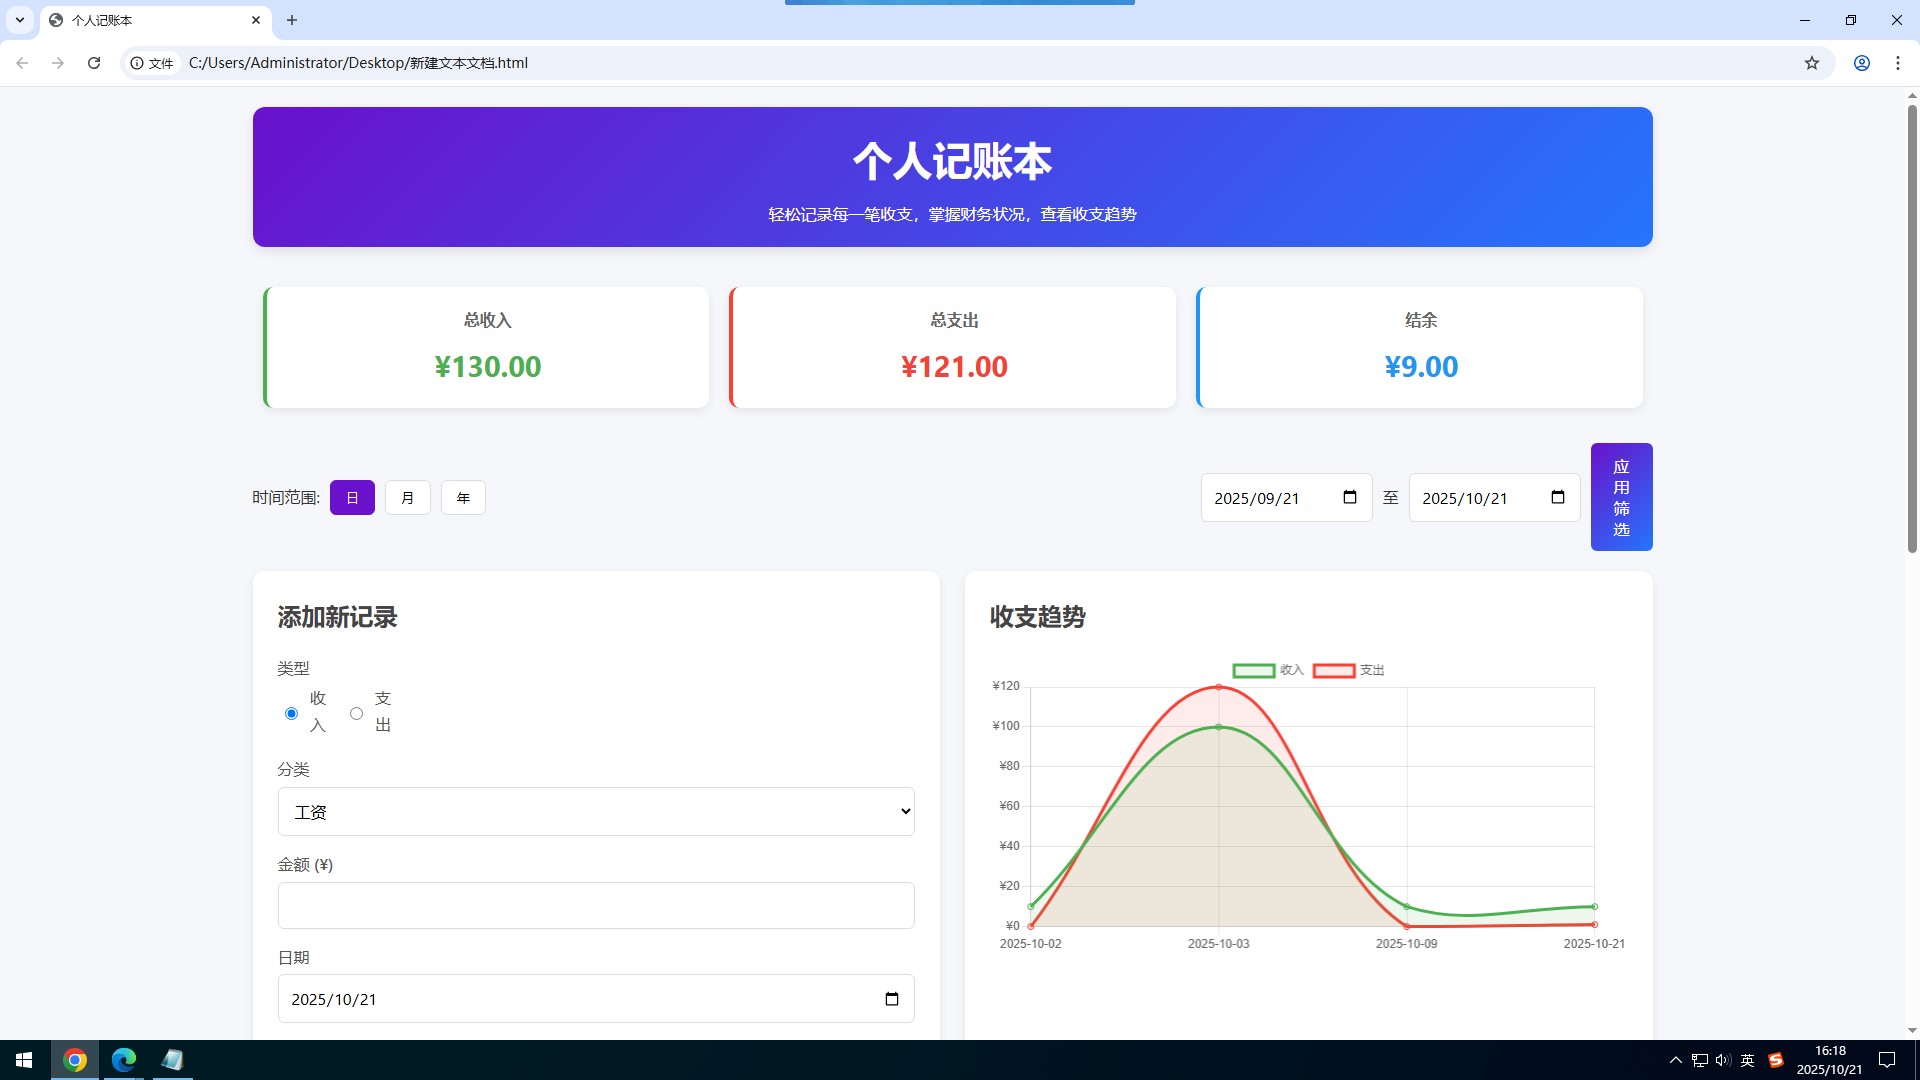 个人记账本
文件 C:/Users/Administrator/Desktop/新建文本文档.html
个人记账本
轻松记录每一笔收支，掌握财务状况，查看收支趋势
总收入
¥130.00
总支出
¥121.00
结余
¥9.00
时间范围: 日 月 年
2025/09/21 至 2025/10/21
应
用
筛
选
添加新记录
类型
收
入
支
出
分类
工资
金额 (¥)
日期
2025/10/21
收支趋势
收入 支出
¥120
¥100
¥80
¥60
¥40
¥20
¥0
2025-10-02 2025-10-03 2025-10-09 2025-10-21
英
16:18
2025/10/21